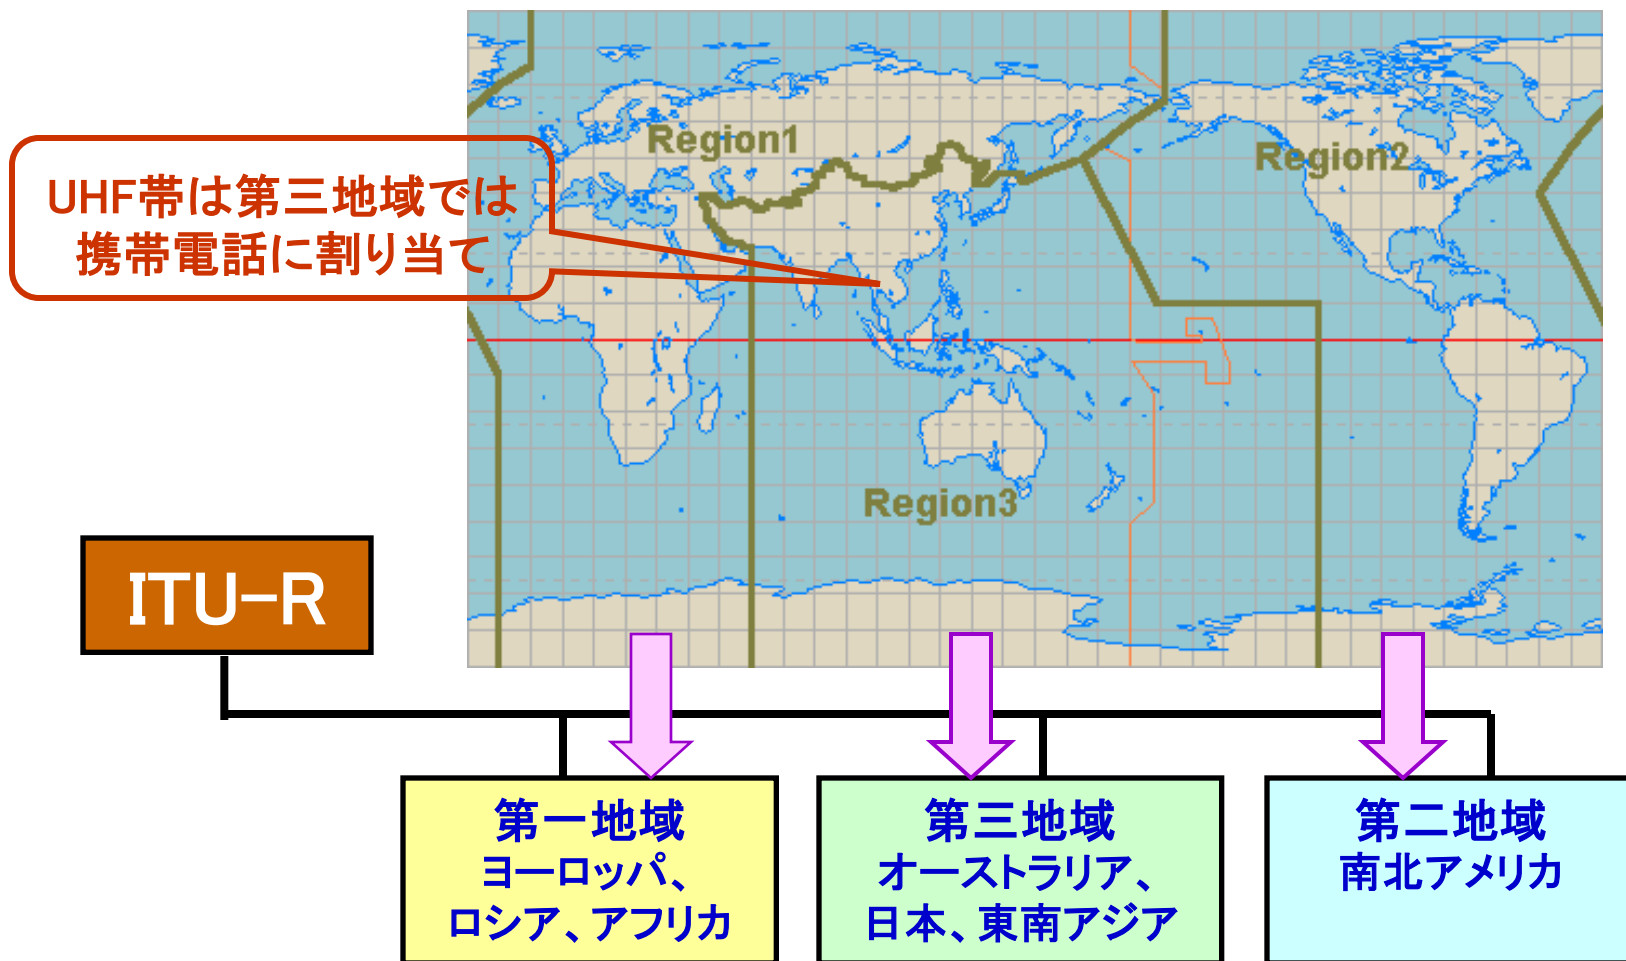 Region1
Region2
UHF帯は第三地域では
携帯電話に割り当て
Region3
ITU−R
第一地域
ヨーロッパ、
ロシア、アフリカ
第三地域
オーストラリア、
日本、東南アジア
第二地域
南北アメリカ